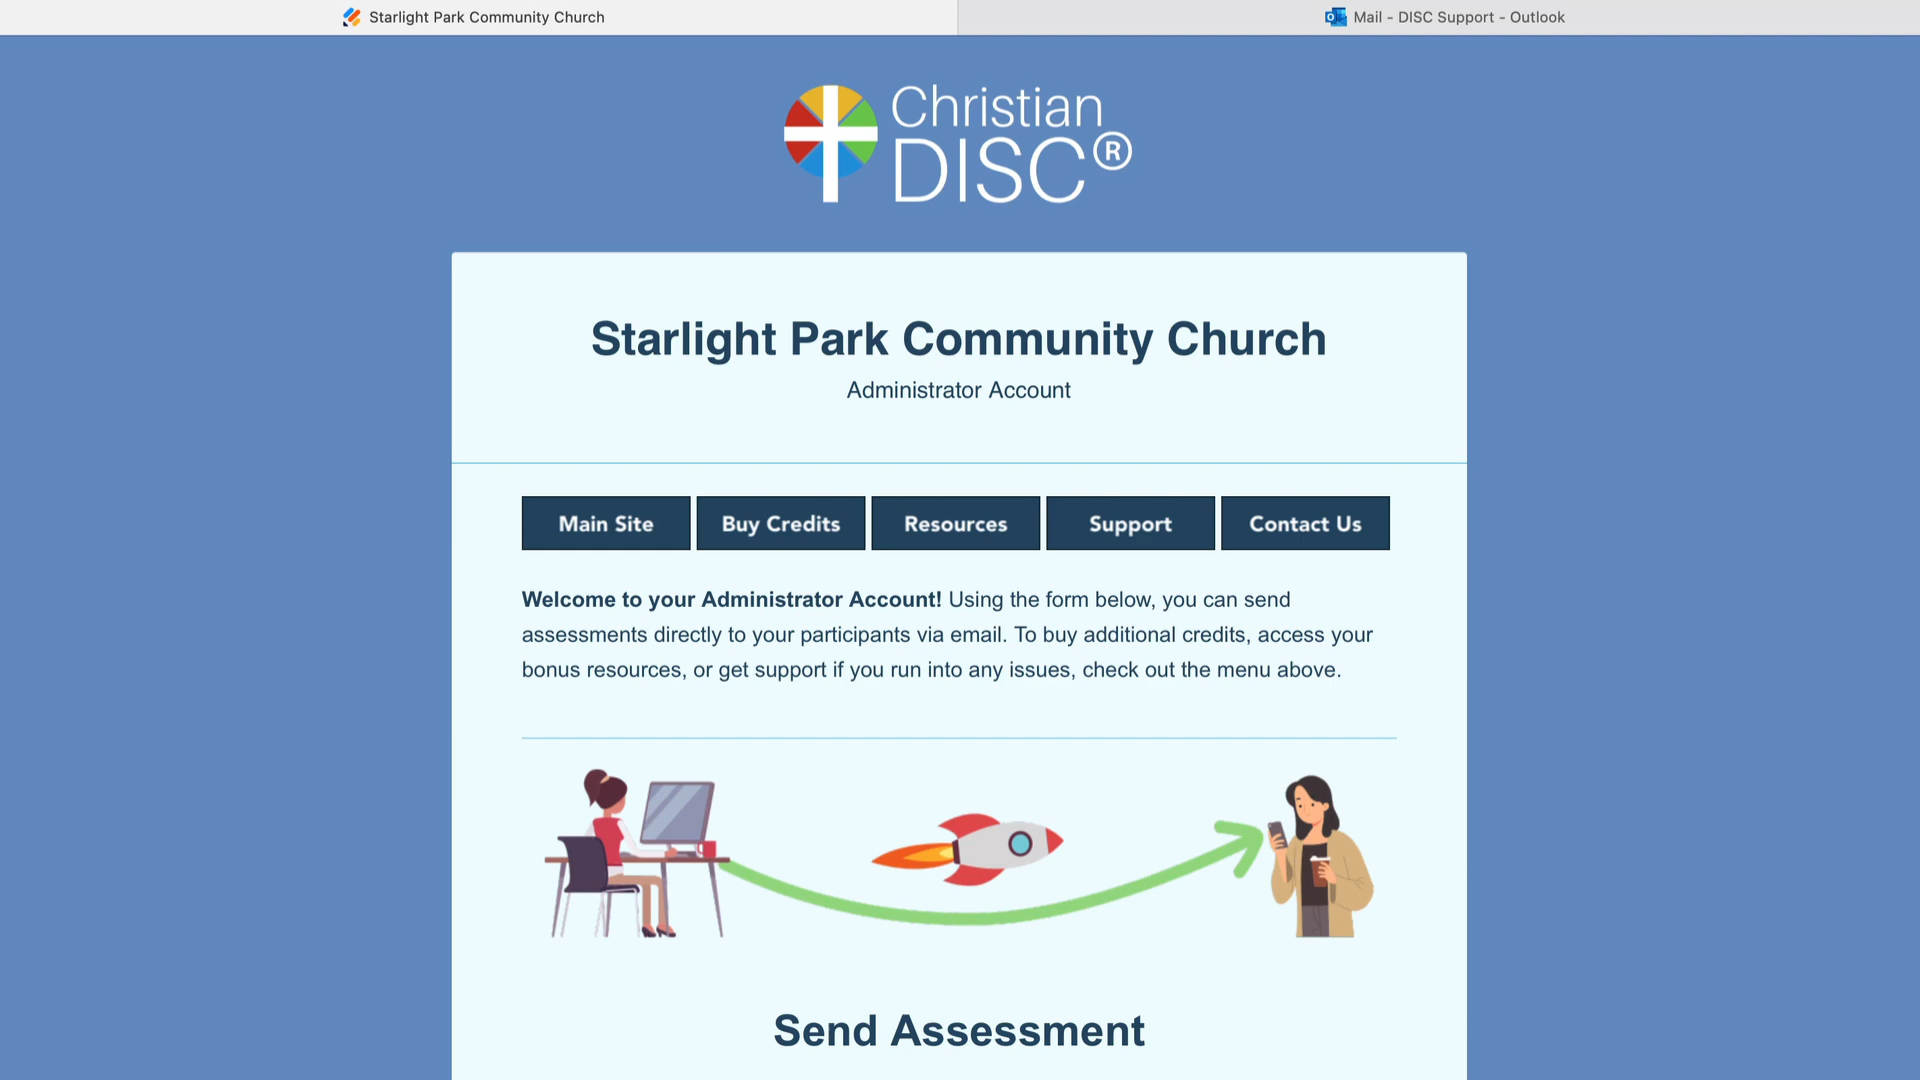 Starlight Park Community Church
Mail - DISC Support - Outlook
Christian
DISC®
Starlight Park Community Church
Administrator Account
Main Site
Buy Credits
Resources
Support
Contact Us
Welcome to your Administrator Account! Using the form below, you can send
assessments directly to your participants via email. To buy additional credits, access your
bonus resources, or get support if you run into any issues, check out the menu above.
Send Assessment